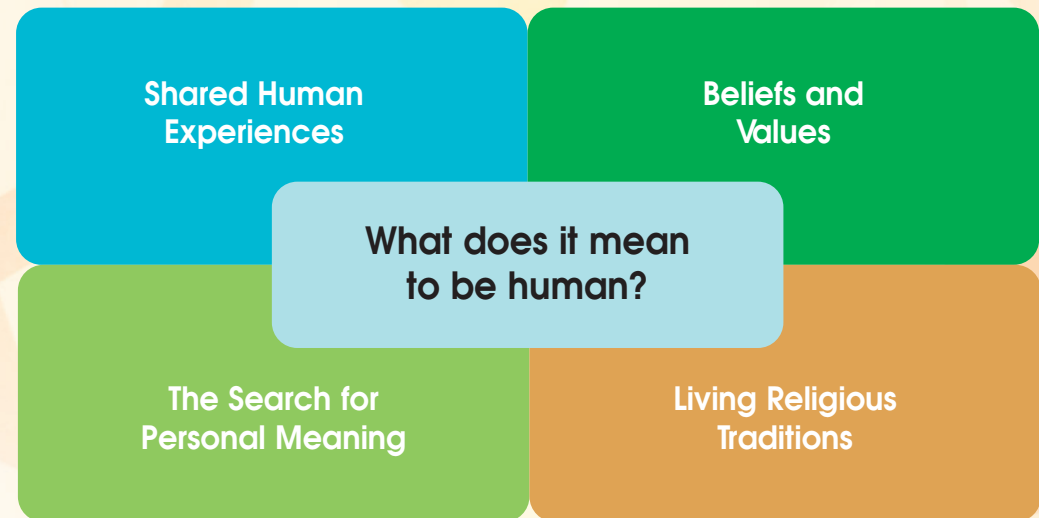 Shared Human
Experiences
Beliefs and
Values
What does it mean
to be human?
The Search for
Personal Meaning
Living Religious
Traditions